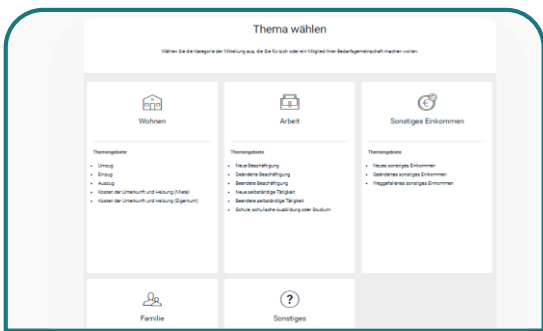 Thema wählen
Wählen Sie die Kategorie der Mitteilung aus, die Sie für sich oder ein Mitglied Ihrer Bedarfsgemeinschaft machen wollen.
Wohnen
Themengebiete
Umzug
Einzug
Auszug
Kosten der Unterkunft und Heizung (Miete)
Kosten der Unterkunft und Heizung (Eigentum)
Arbeit
Themengebiete
Neue Beschäftigung
Geänderte Beschäftigung
Beendete Beschäftigung
Neue selbständige Tätigkeit
Beendete selbständige Tätigkeit
Schule, schulische Ausbildung oder Studium
Sonstiges Einkommen
Themengebiete
Neues sonstiges Einkommen
Geändertes sonstiges Einkommen
Weggefallenes sonstiges Einkommen
Familie
Sonstiges